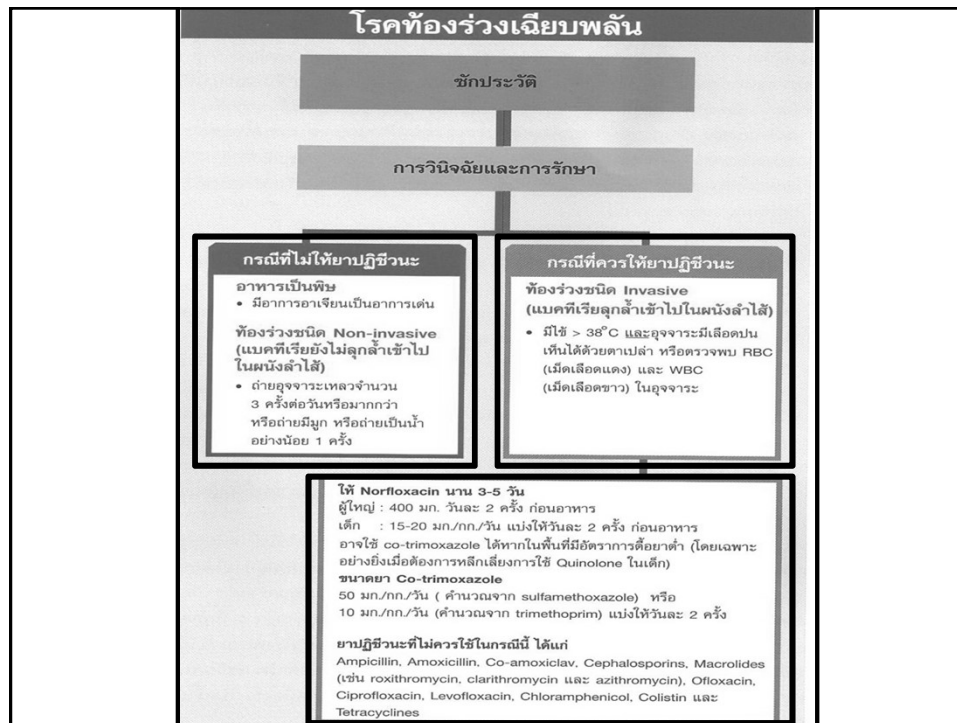 โรคท้องร่วงเฉียบพลัน
ซักประวัติ
การวินิจฉัยและการรักษา
กรณีที่ไม่ให้ยาปฏิชีวนะ
อาหารเป็นพิษ
• มีอาการอาเจียนเป็นอาการเด่น
ท้องร่วงชนิด Non-invasive
(แบคทีเรียยังไม่ลุกล้ำเข้าไป
ในผนังลำไส้)
• ถ่ายอุจจาระเหลวจำนวน
3 ครั้งต่อวันหรือมากกว่า
หรือถ่ายมีมูก หรือถ่ายเป็นน้ำ
อย่างน้อย 1 ครั้ง
กรณีที่ควรให้ยาปฏิชีวนะ
ท้องร่วงชนิด Invasive
(แบคทีเรียลุกล้ำเข้าไปในผนังลำไส้)
• มีไข้ > 38°C และอุจจาระมีเลือดปน
เห็นได้ด้วยตาเปล่า หรือตรวจพบ RBC
(เม็ดเลือดแดง) และ WBC
(เม็ดเลือดขาว) ในอุจจาระ
ให้ Norfloxacin นาน 3-5 วัน
ผู้ใหญ่ : 400 มก. วันละ 2 ครั้ง ก่อนอาหาร
เด็ก : 15-20 มก./กก./วัน แบ่งให้วันละ 2 ครั้ง ก่อนอาหาร
อาจใช้ co-trimoxazole ได้หากในพื้นที่มีอัตราการดื้อยาต่ำ (โดยเฉพาะ
อย่างยิ่งเมื่อต้องการหลีกเลี่ยงการใช้ Quinolone ในเด็ก)
ขนาดยา Co-trimoxazole
50 มก./กก./วัน ( คำนวณจาก sulfamethoxazole) หรือ
10 มก./กก./วัน (คำนวณจาก trimethoprim) แบ่งให้วันละ 2 ครั้ง
ยาปฏิชีวนะที่ไม่ควรใช้ในกรณีนี้ ได้แก่
Ampicillin, Amoxicillin, Co-amoxiclav, Cephalosporins, Macrolides
(เช่น roxithromycin, clarithromycin และ azithromycin), Ofloxacin,
Ciprofloxacin, Levofloxacin, Chloramphenicol, Colistin และ
Tetracyclines